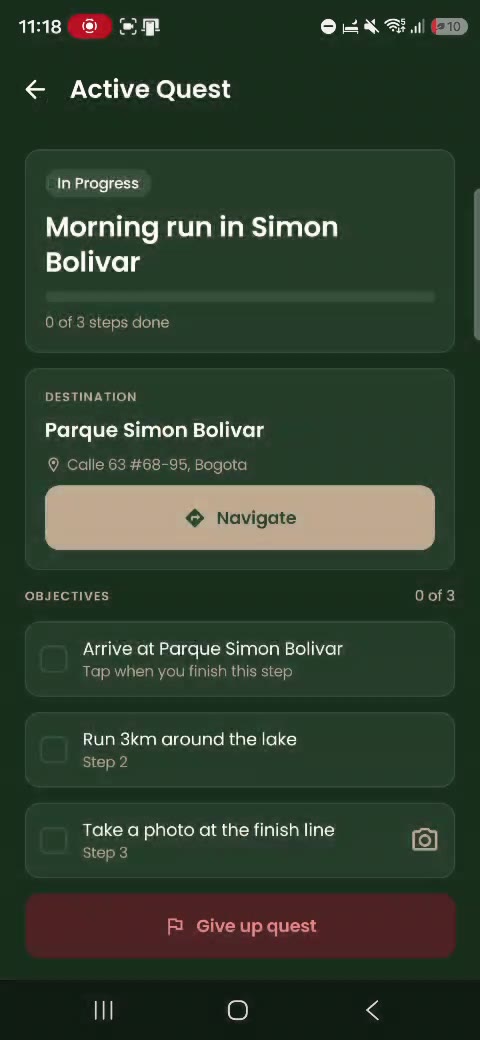 11:18
10
Active Quest
In Progress
Morning run in Simon
Bolivar
0 of 3 steps done
DESTINATION
Parque Simon Bolivar
Calle 63 #68-95, Bogota
Navigate
OBJECTIVES 0 of 3
Arrive at Parque Simon Bolivar
Tap when you finish this step
Run 3km around the lake
Step 2
Take a photo at the finish line
Step 3
Give up quest